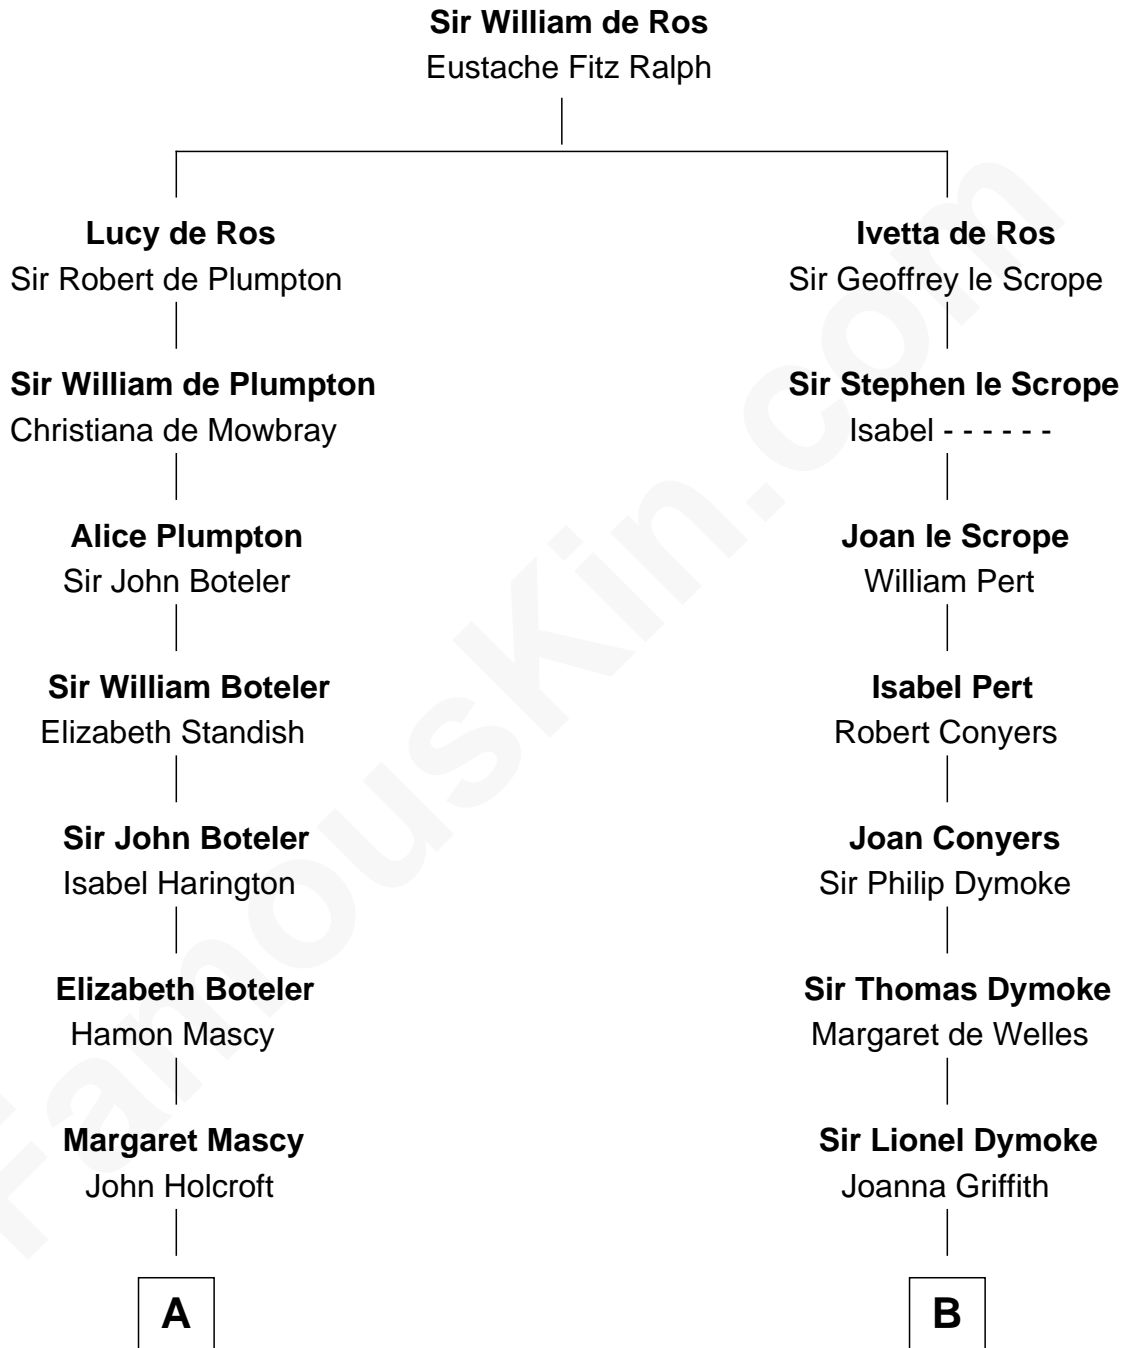 Sir William de Ros
Eustache Fitz Ralph
Lucy de Ros
Sir Robert de Plumpton
Sir William de Plumpton
Christiana de Mowbray
Alice Plumpton
Sir John Boteler
Sir William Boteler
Elizabeth Standish
Sir John Boteler
Isabel Harington
Elizabeth Boteler
Hamon Mascy
Margaret Mascy
John Holcroft
A
Ivetta de Ros
Sir Geoffrey le Scrope
Sir Stephen le Scrope
Isabel - - - - - -
Joan le Scrope
William Pert
Isabel Pert
Robert Conyers
Joan Conyers
Sir Philip Dymoke
Sir Thomas Dymoke
Margaret de Welles
Sir Lionel Dymoke
Joanna Griffith
B
FamousKin.com